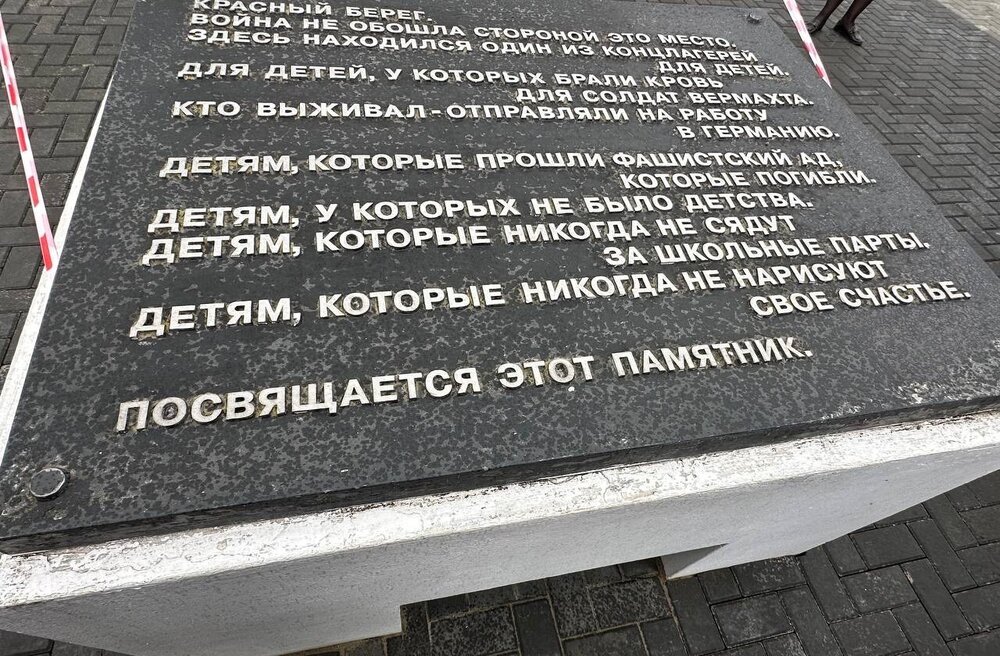 КРАСНЫЙ БЕРЕГ.
ВОЙНА НЕ ОБОШЛА СТОРОНОЙ ЭТО МЕСТО.
ЗДЕСЬ НАХОДИЛСЯ ОДИН ИЗ КОНЦЛАГЕРЕЙ
ДЛЯ ДЕТЕЙ.
ДЛЯ ДЕТЕЙ, У КОТОРЫХ БРАЛИ КРОВЬ
ДЛЯ СОЛДАТ ВЕРМАХТА.
КТО ВЫЖИВАЛ-ОТПРАВЛЯЛИ НА РАБОТУ
В ГЕРМАНИЮ.
ДЕТЯМ, КОТОРЫЕ ПРОШЛИ ФАШИСТСКИЙ АД,
КОТОРЫЕ ПОГИБЛИ.
ДЕТЯМ, У КОТОРЫХ НЕ БЫЛО ДЕТСТВА.
ДЕТЯМ, КОТОРЫЕ НИКОГДА НЕ СЯДУТ
ЗА ШКОЛЬНЫЕ ПАРТЫ.
ДЕТЯМ, КОТОРЫЕ НИКОГДА НЕ НАРИСУЮТ
СВОЕ СЧАСТЬЕ.
ПОСВЯЩАЕТСЯ ЭТОТ ПАМЯТНИК.